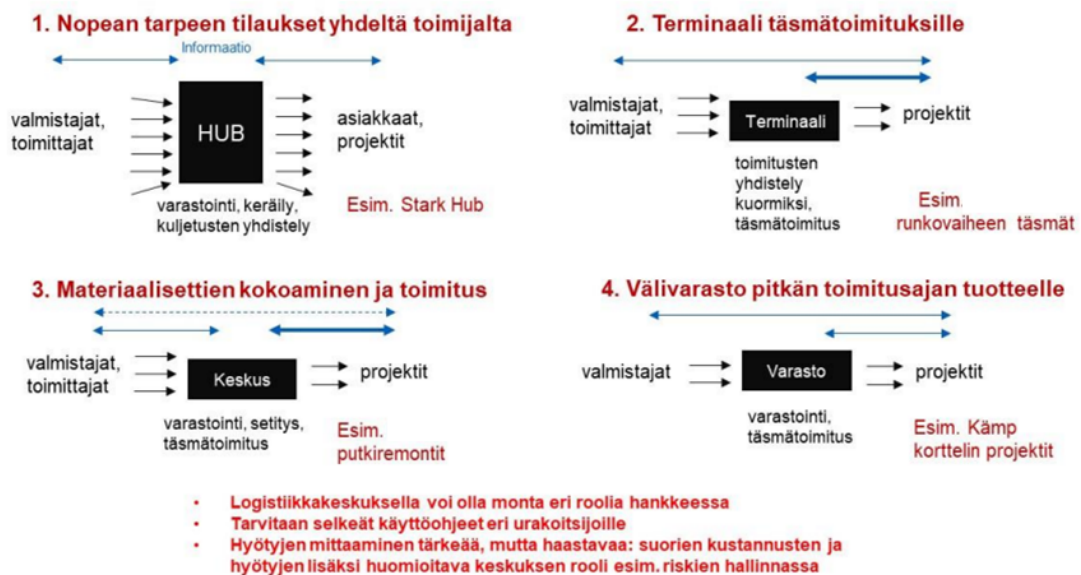 1. Nopean tarpeen tilaukset yhdeltä toimijalta
Informaatio
valmistajat,
toimittajat
HUB
asiakkaat,
projektit
varastointi, keräily,
kuljetusten yhdistely
Esim. Stark Hub
2. Terminaali täsmätoimituksille
valmistajat,
toimittajat
Terminaali
projektit
toimitusten
yhdistely
kuormiksi,
täsmätoimitus
Esim.
runkovaiheen täsmät
3. Materiaalisettien kokoaminen ja toimitus
valmistajat,
toimittajat
Keskus
projektit
varastointi, setitys,
täsmätoimitus
Esim.
putkiremontit
4. Välivarasto pitkän toimitusajan tuotteelle
valmistajat
Varasto
projektit
varastointi,
täsmätoimitus
Esim. Kämp
korttelin projektit
• Logistiikkakeskuksella voi olla monta eri roolia hankkeessa
• Tarvitaan selkeät käyttöohjeet eri urakoitsijoille
• Hyötyjen mittaaminen tärkeää, mutta haastavaa: suorien kustannusten ja
hyötyjen lisäksi huomioitava keskuksen rooli esim. riskien hallinnassa